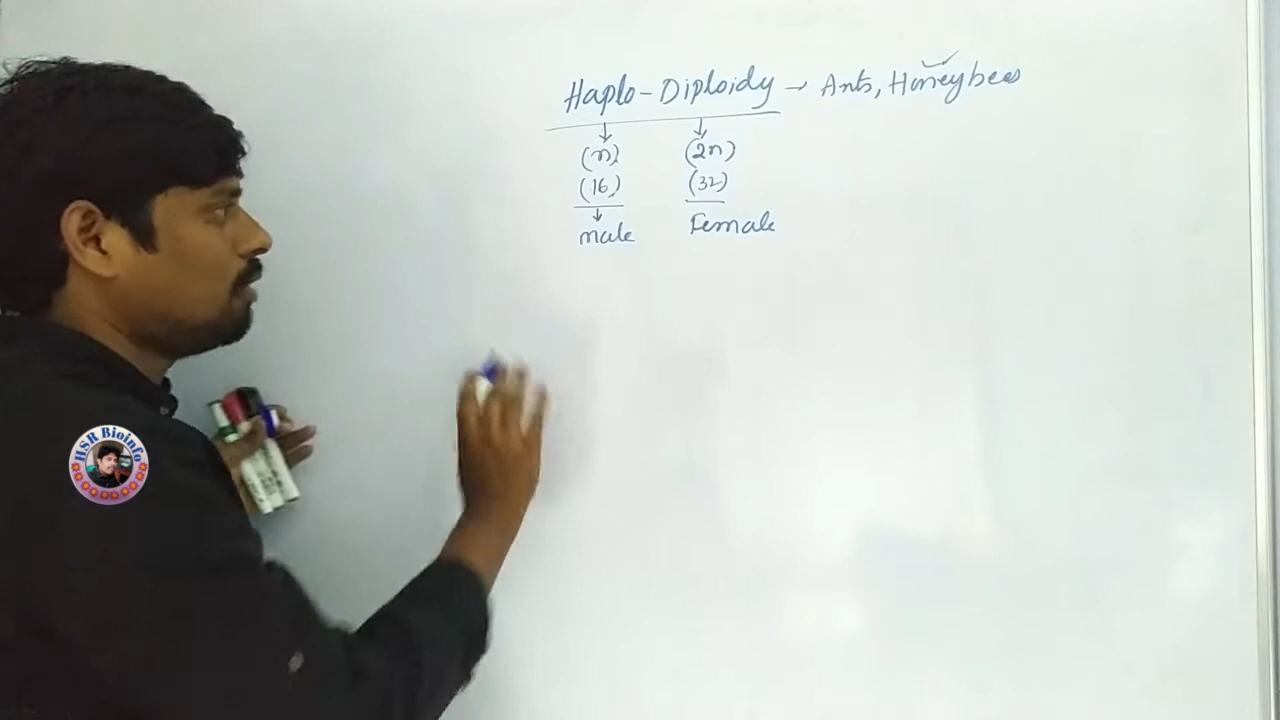 Haplo-Diploidy → Ants, Honeybees
(n) (2n)
(16) (32)
male Female
HSR Bioinfo